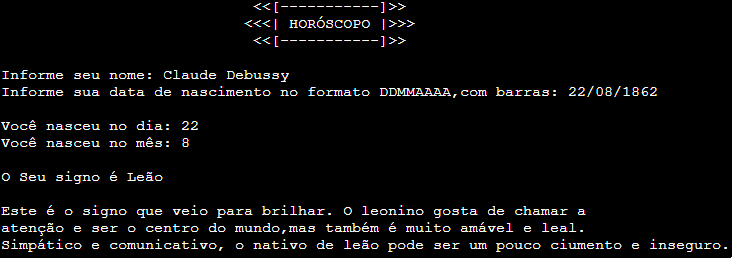 <<[-----------]>>
<<<| HORÓSCOPO |>>>
<<[-----------]>>
Informe seu nome: Claude Debussy
Informe sua data de nascimento no formato DDMMAAAA,com barras: 22/08/1862
Você nasceu no dia: 22
Você nasceu no mês: 8
O Seu signo é Leão
Este é o signo que veio para brilhar. O leonino gosta de chamar a
atenção e ser o centro do mundo,mas também é muito amável e leal.
Simpático e comunicativo, o nativo de leão pode ser um pouco ciumento e inseguro.